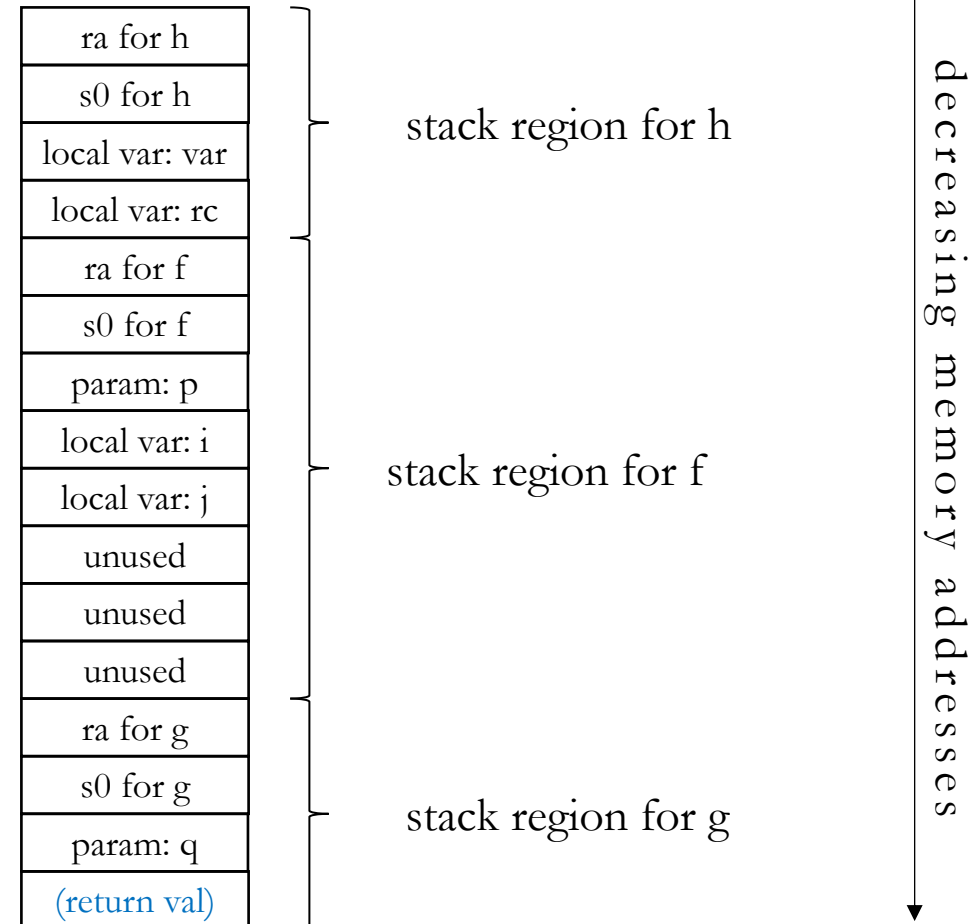 ra for h
s0 for h
local var: var
local var: rc
ra for f
s0 for f
param: p
local var: i
local var: j
unused
unused
unused
ra for g
s0 for g
param: q
(return val)
stack region for h
stack region for f
stack region for g
decreasing memory addresses